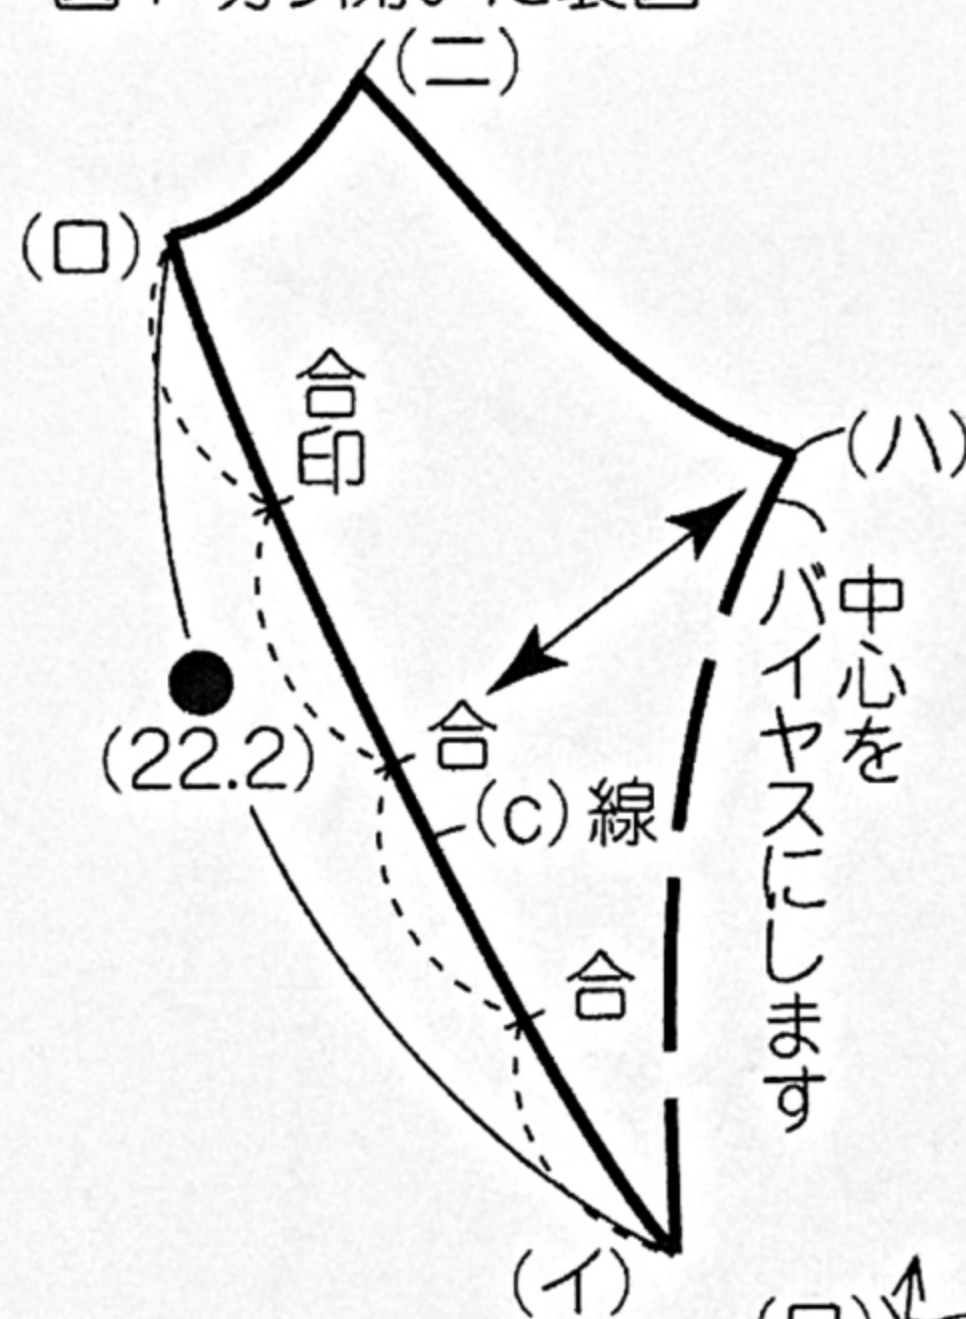 (ニ)
(ロ)
合印
(ハ)
中心を
バイヤスにします
合
(22.2)
(c)線
合
(イ)
(ロ)